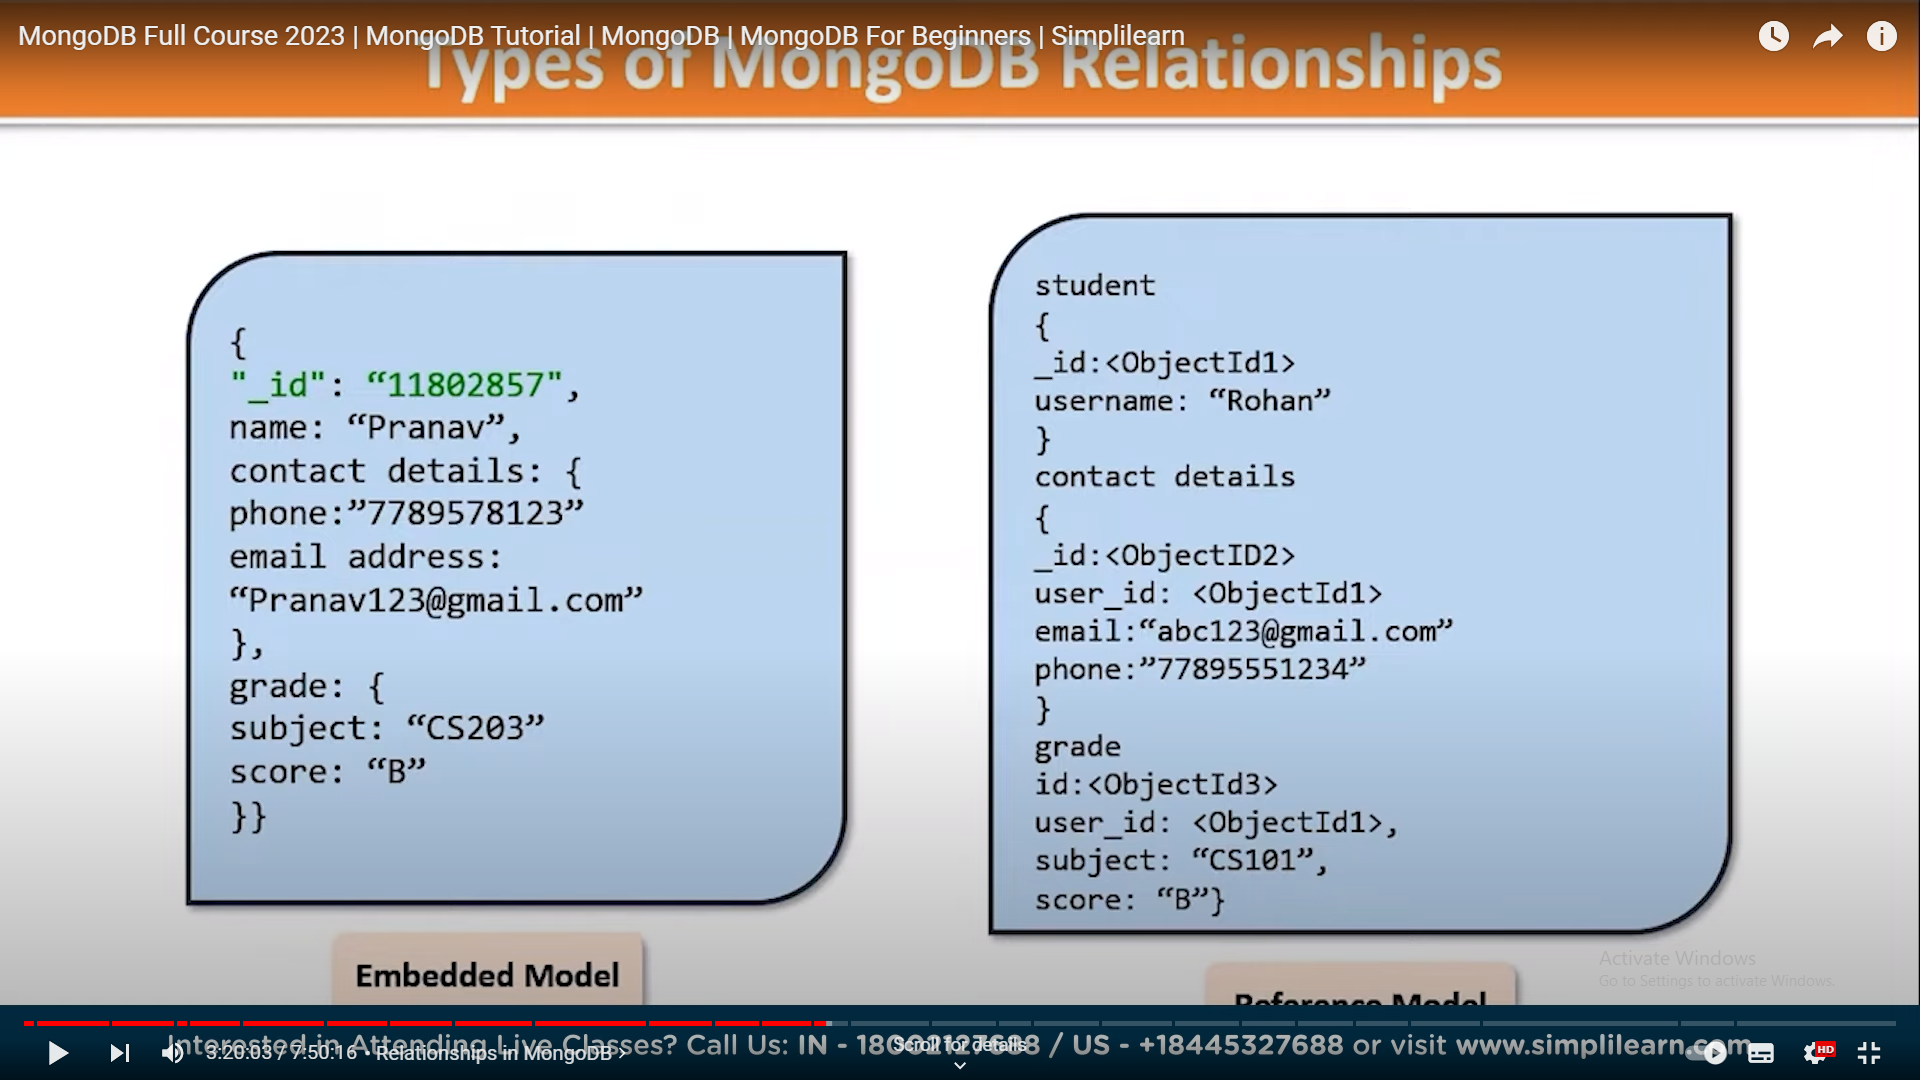 MongoDB Full Course 2023 | MongoDB Tutorial | MongoDB | MongoDB For Beginners | Simplilearn
Types of MongoDB Relationships
{
"_id": “11802857",
name: “Pranav”,
contact details: {
phone:”7789578123”
email address:
“Pranav123@gmail.com”
},
grade: {
subject: “CS203”
score: “B”
}}
Embedded Model
student
{
_id:<ObjectId1>
username: “Rohan”
}
contact details
{
_id:<ObjectID2>
user_id: <ObjectId1>
email:“abc123@gmail.com”
phone:”77895551234”
}
grade
id:<ObjectId3>
user_id: <ObjectId1>,
subject: “CS101”,
score: “B”}
Reference Model
Activate Windows
Go to Settings to activate Windows.
Interested in Attending Live Classes? Call Us: IN - 18002127688 / US - +18445327688 or visit www.simplilearn.com
3:20:03 / 7:50:16 • Relationships in MongoDB ›
Scroll for details
HD